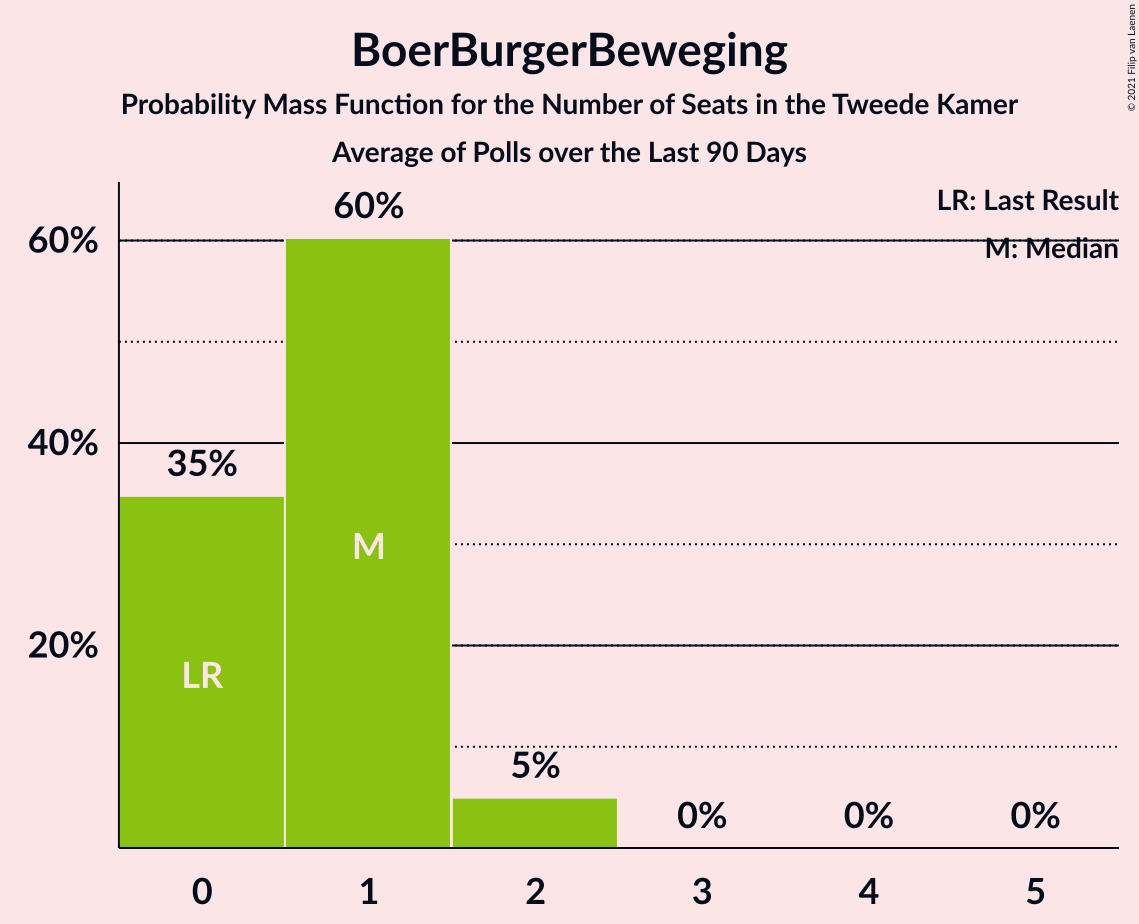 BoerBurgerBeweging
Probability Mass Function for the Number of Seats in the Tweede Kamer
Average of Polls over the Last 90 Days
© 2021 Filip van Laenen
LR: Last Result
M: Median
60%
40%
20%
35%
60%
5%
0%
0%
0%
LR
M
0
1
2
3
4
5